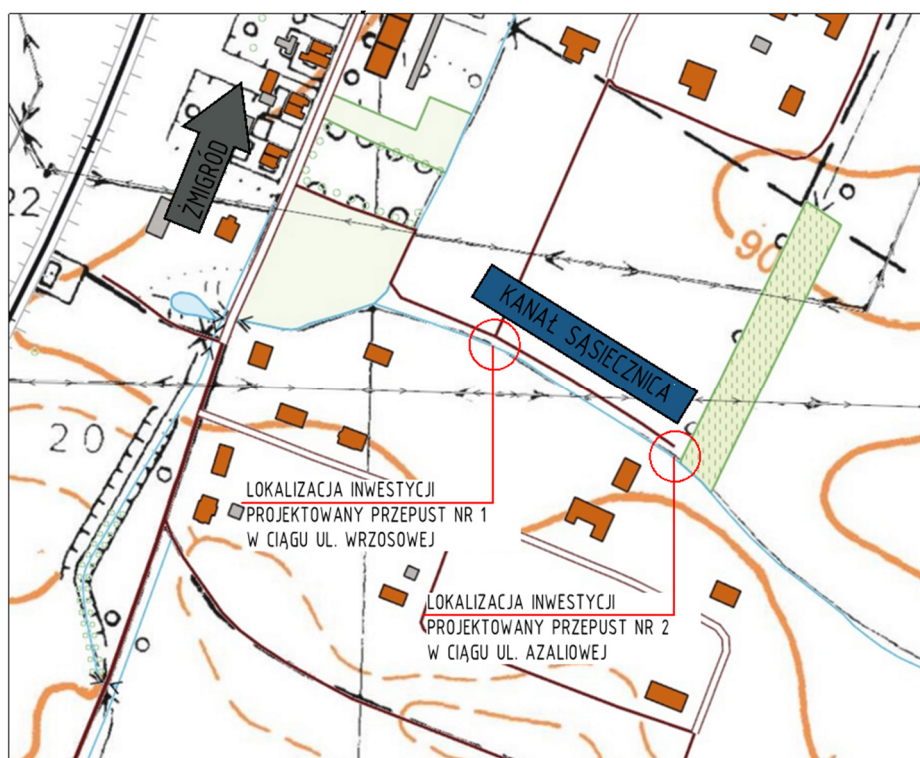 22
ŻMIGRÓD
90
KANAŁ SĄSIECZNICA
20
LOKALIZACJA INWESTYCJI
PROJEKTOWANY PRZEPUST NR 1
W CIĄGU UL. WRZOSOWEJ
LOKALIZACJA INWESTYCJI
PROJEKTOWANY PRZEPUST NR 2
W CIĄGU UL. AZALIOWEJ